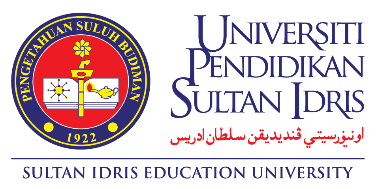 PENGETAHUAN SULUH BUDIMAN
1922
UNIVERSITI
PENDIDIKAN
SULTAN IDRIS
اونيۏرسيتي ڤنديديقن سلطان ادريس
SULTAN IDRIS EDUCATION UNIVERSITY